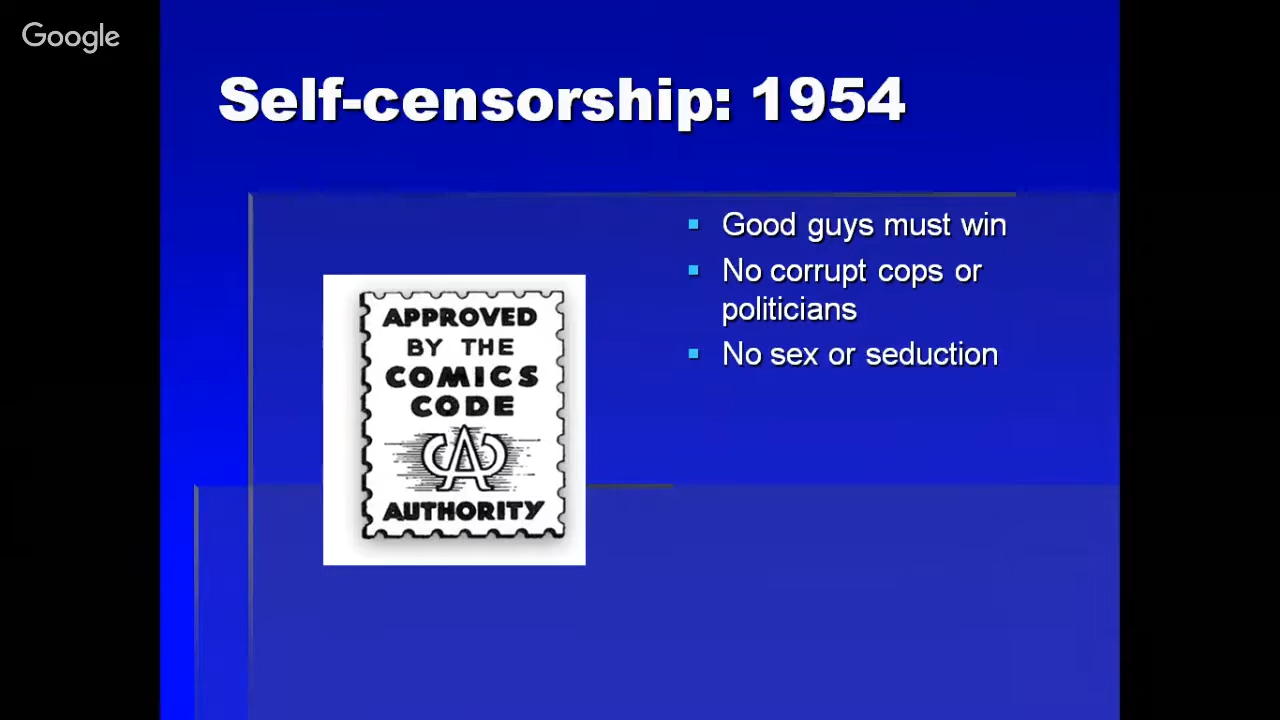 Google
Self-censorship: 1954
Good guys must win
No corrupt cops or
politicians
No sex or seduction
APPROVED
BY THE
COMICS
CODE
CA
AUTHORITY